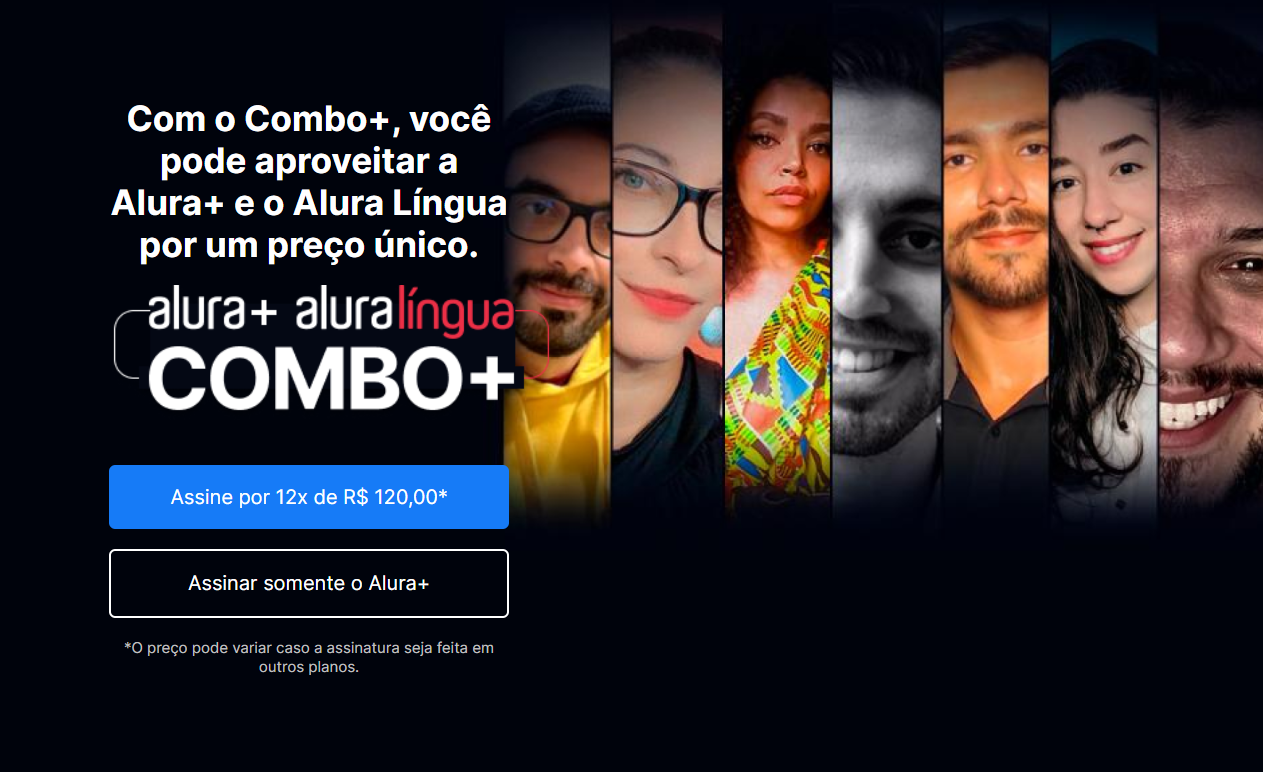 Com o Combo+, você
pode aproveitar a
Alura+ e o Alura Língua
por um preço único.
alura+ aluralíngua
COMBO+
Assine por 12x de R$ 120,00*
Assinar somente o Alura+
*O preço pode variar caso a assinatura seja feita em
outros planos.